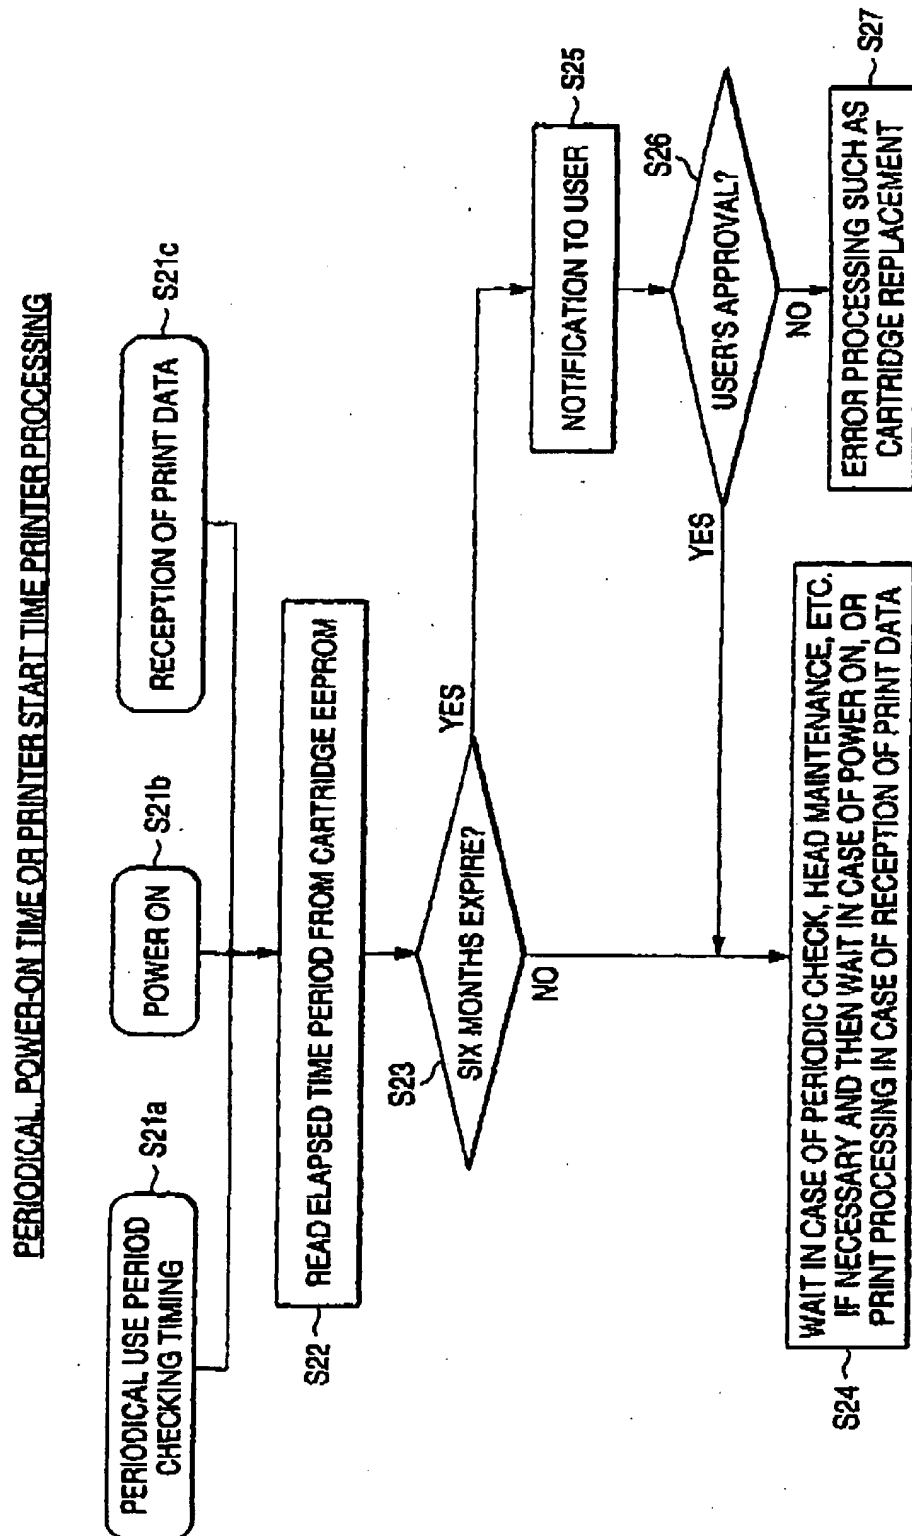 PERIODICAL, POWER-ON TIME OR PRINTER START TIME PRINTER PROCESSING
S21a
PERIODICAL USE PERIOD
CHECKING TIMING
S21b
POWER ON
S21c
RECEPTION OF PRINT DATA
S22
READ ELAPSED TIME PERIOD FROM CARTRIDGE EEPROM
S23
SIX MONTHS EXPIRE?
YES
NO
S25
NOTIFICATION TO USER
S26
USER'S APPROVAL?
YES
NO
S24
WAIT IN CASE OF PERIODIC CHECK, HEAD MAINTENANCE, ETC.
IF NECESSARY AND THEN WAIT IN CASE OF POWER ON, OR
PRINT PROCESSING IN CASE OF RECEPTION OF PRINT DATA
S27
ERROR PROCESSING SUCH AS
CARTRIDGE REPLACEMENT